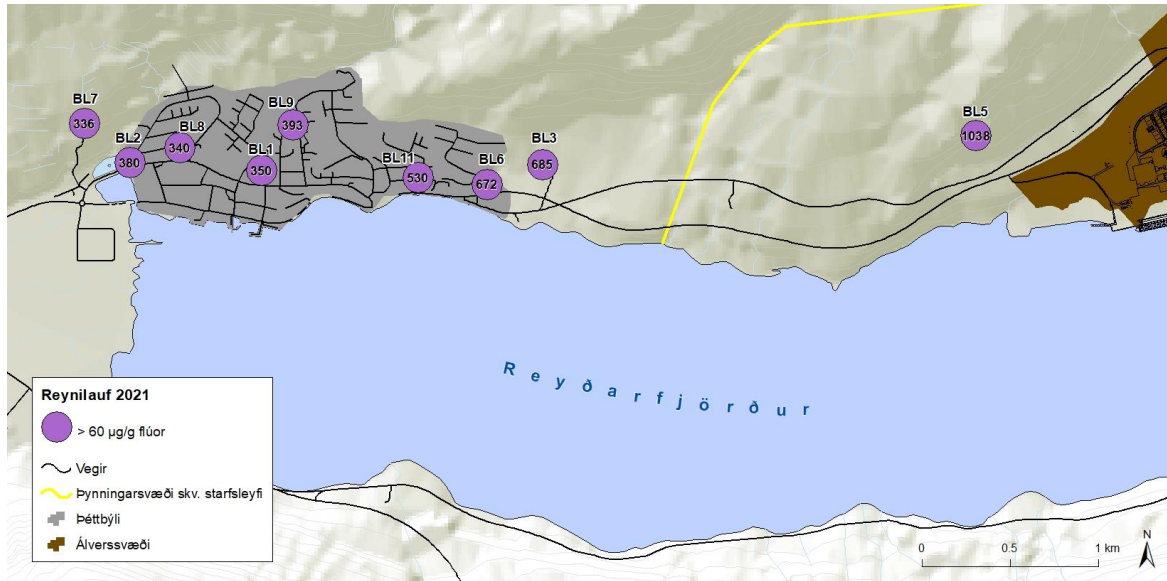 BL7
336
BL2
380
BL8
340
BL9
393
BL1
350
BL11
530
BL6
672
BL3
685
BL5
1038
Reyðarfjörður
Reynilauf 2021
> 60 µg/g flúor
Vegir
Þynningarsvæði skv. starfsleyfi
Þéttbýli
Álverssvæði
0 0.5 1 km
N